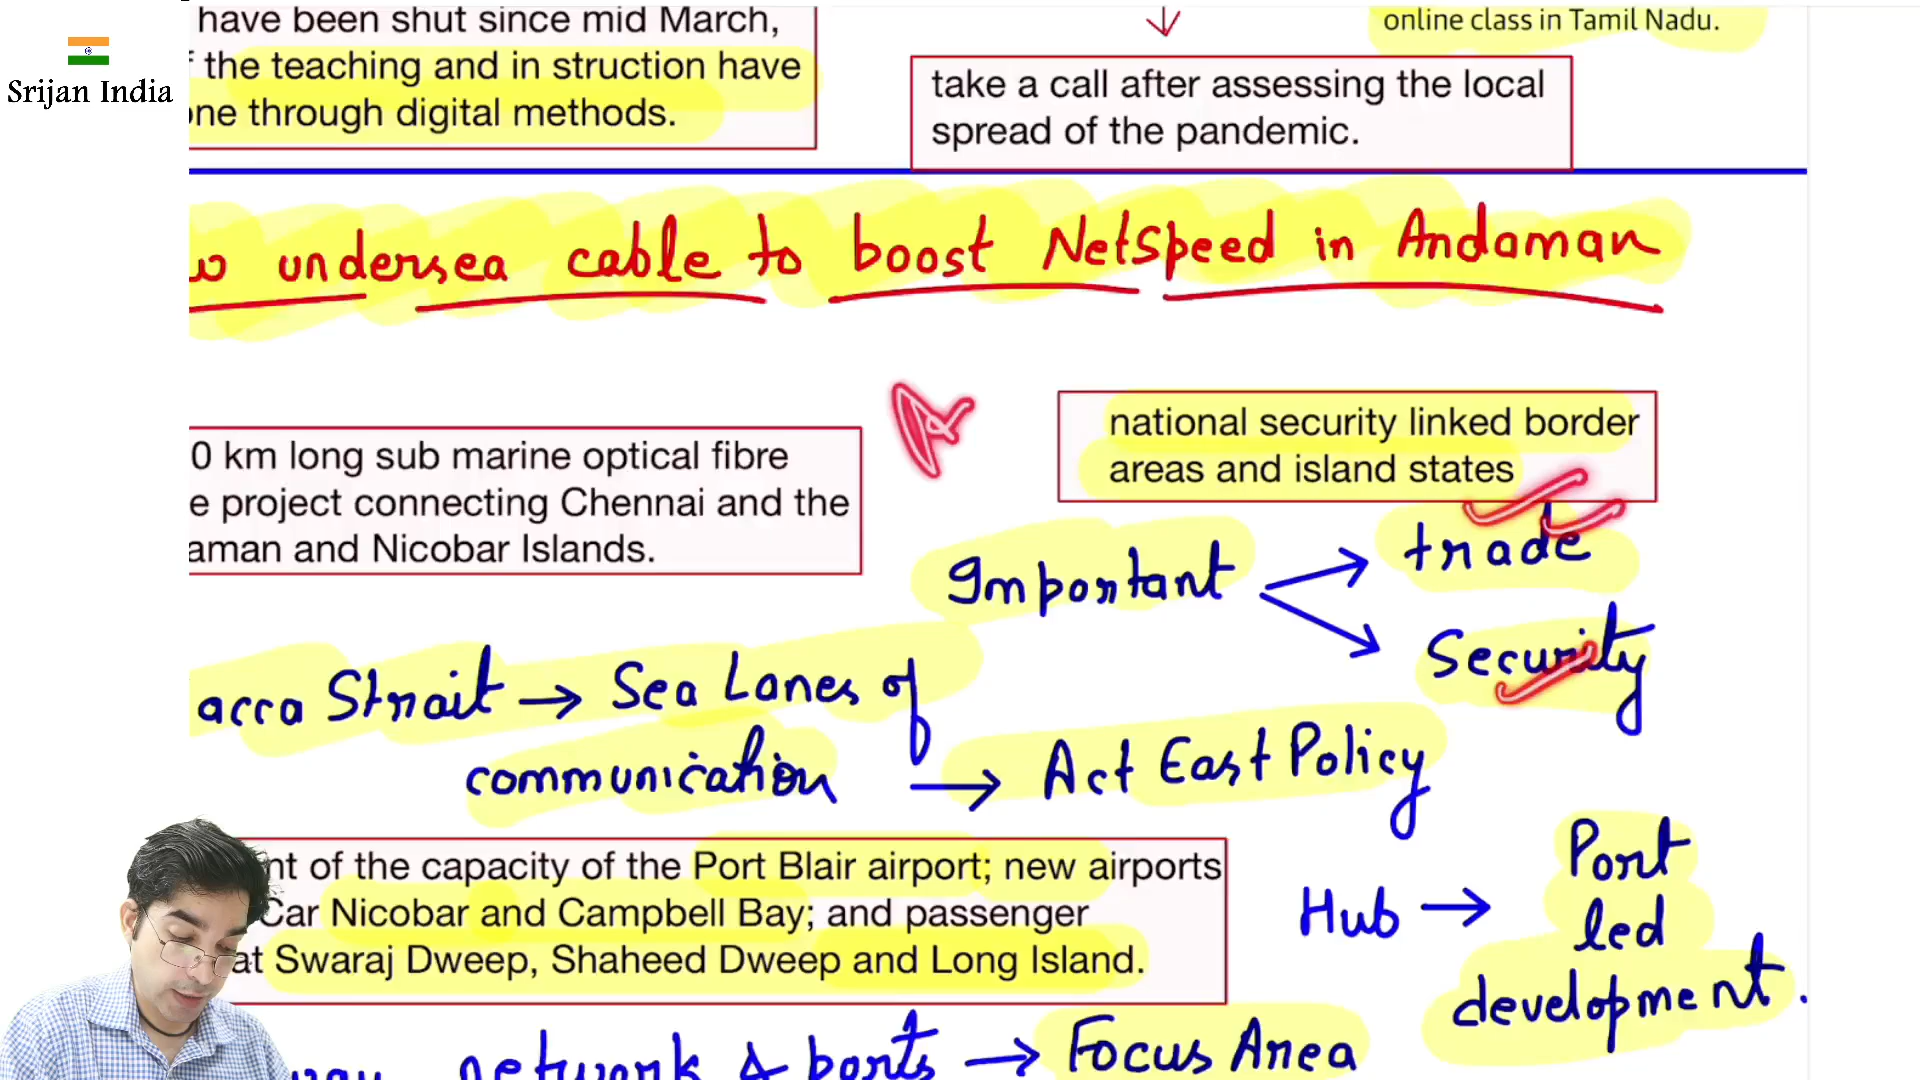 have been shut since mid March,
the teaching and in struction have
ne through digital methods.
online class in Tamil Nadu.
take a call after assessing the local
spread of the pandemic.
Srijan India
undersea cable to boost NetSpeed in Andaman
0 km long sub marine optical fibre
e project connecting Chennai and the
aman and Nicobar Islands.
national security linked border
areas and island states
Important → trade
→ Security
acca Strait → Sea Lanes of
communication → Act East Policy
nt of the capacity of the Port Blair airport; new airports
Car Nicobar and Campbell Bay; and passenger
at Swaraj Dweep, Shaheed Dweep and Long Island.
Hub → Port
led
development.
network & ports → Focus Area